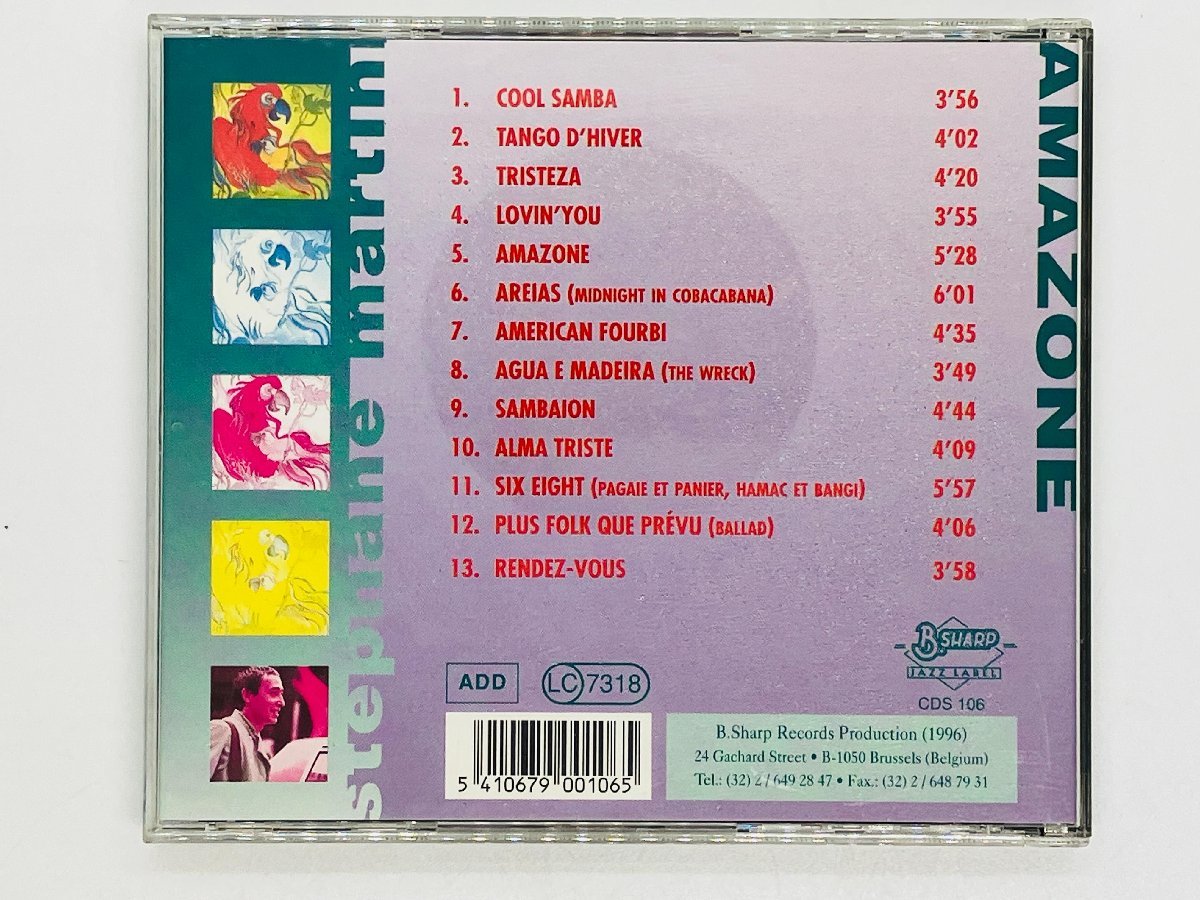 stephane martini
AMAZONE
1. COOL SAMBA 3'56
2. TANGO D'HIVER 4'02
3. TRISTEZA 4'20
4. LOVIN'YOU 3'55
5. AMAZONE 5'28
6. AREIAS (MIDNIGHT IN COBACABANA) 6'01
7. AMERICAN FOURBI 4'35
8. AGUA E MADEIRA (THE WRECK) 3'49
9. SAMBAION 4'44
10. ALMA TRISTE 4'09
11. SIX EIGHT (PAGAIE ET PANIER, HAMAC ET BANGI) 5'57
12. PLUS FOLK QUE PRÉVU (BALLAD) 4'06
13. RENDEZ-VOUS 3'58
B.SHARP
JAZZ LABEL
CDS 106
ADD LC 7318
B.Sharp Records Production (1996)
24 Gachard Street • B-1050 Brussels (Belgium)
Tel.: (32) 2 / 649 28 47 • Fax.: (32) 2 / 648 79 31
5 410679 001065